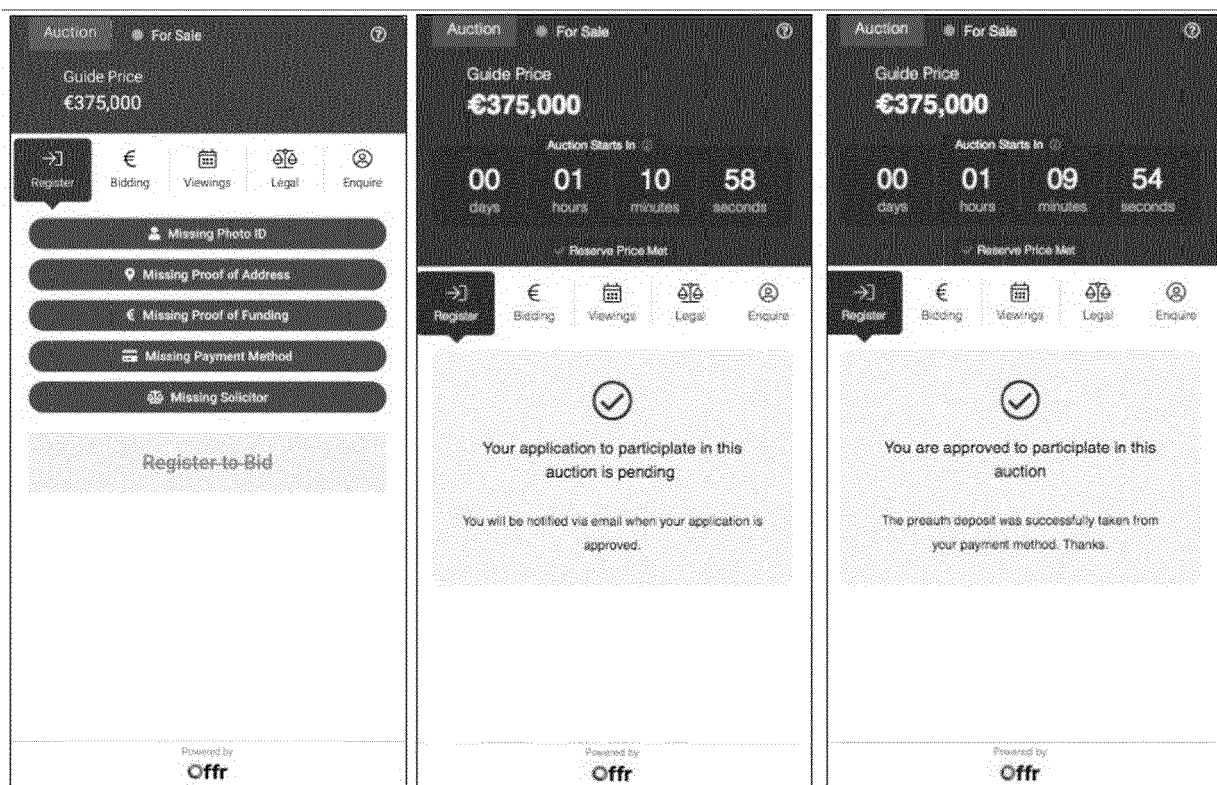 Auction
For Sale
Guide Price
€375,000
Register
Bidding
Viewings
Legal
Enquire
Missing Photo ID
Missing Proof of Address
€ Missing Proof of Funding
Missing Payment Method
Missing Solicitor
Register to Bid
Powered by
Offr
Auction
For Sale
Guide Price
€375,000
Auction Starts In
00 01 10 58
days hours minutes seconds
Reserve Price Met
Register
Bidding
Viewings
Legal
Enquire
Your application to participlate in this
auction is pending
You will be notified via email when your application is
approved.
Powered by
Offr
Auction
For Sale
Guide Price
€375,000
Auction Starts In
00 01 09 54
days hours minutes seconds
Reserve Price Met
Register
Bidding
Viewings
Legal
Enquire
You are approved to participlate in this
auction
The preauth deposit was successfully taken from
your payment method. Thanks.
Powered by
Offr